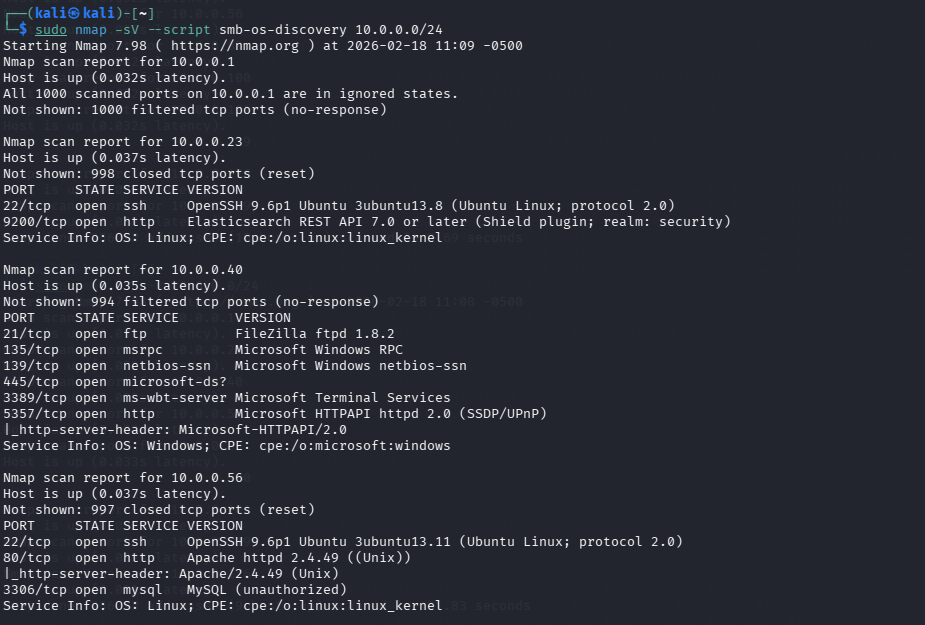 ┌──(kali㉿kali)-[~]
└─$ sudo nmap -sV --script smb-os-discovery 10.0.0.0/24
Starting Nmap 7.98 ( https://nmap.org ) at 2026-02-18 11:09 -0500
Nmap scan report for 10.0.0.1
Host is up (0.032s latency).
All 1000 scanned ports on 10.0.0.1 are in ignored states.
Not shown: 1000 filtered tcp ports (no-response)

Nmap scan report for 10.0.0.23
Host is up (0.037s latency).
Not shown: 998 closed tcp ports (reset)
PORT     STATE SERVICE VERSION
22/tcp   open  ssh     OpenSSH 9.6p1 Ubuntu 3ubuntu13.8 (Ubuntu Linux; protocol 2.0)
9200/tcp open  http    Elasticsearch REST API 7.0 or later (Shield plugin; realm: security)
Service Info: OS: Linux; CPE: cpe:/o:linux:linux_kernel

Nmap scan report for 10.0.0.40
Host is up (0.035s latency).
Not shown: 994 filtered tcp ports (no-response)
PORT     STATE SERVICE       VERSION
21/tcp   open  ftp           FileZilla ftpd 1.8.2
135/tcp  open  msrpc         Microsoft Windows RPC
139/tcp  open  netbios-ssn   Microsoft Windows netbios-ssn
445/tcp  open  microsoft-ds?
3389/tcp open  ms-wbt-server Microsoft Terminal Services
5357/tcp open  http          Microsoft HTTPAPI httpd 2.0 (SSDP/UPnP)
|_http-server-header: Microsoft-HTTPAPI/2.0
Service Info: OS: Windows; CPE: cpe:/o:microsoft:windows

Nmap scan report for 10.0.0.56
Host is up (0.037s latency).
Not shown: 997 closed tcp ports (reset)
PORT     STATE SERVICE VERSION
22/tcp   open  ssh     OpenSSH 9.6p1 Ubuntu 3ubuntu13.11 (Ubuntu Linux; protocol 2.0)
80/tcp   open  http    Apache httpd 2.4.49 ((Unix))
|_http-server-header: Apache/2.4.49 (Unix)
3306/tcp open  mysql   MySQL (unauthorized)
Service Info: OS: Linux; CPE: cpe:/o:linux:linux_kernel